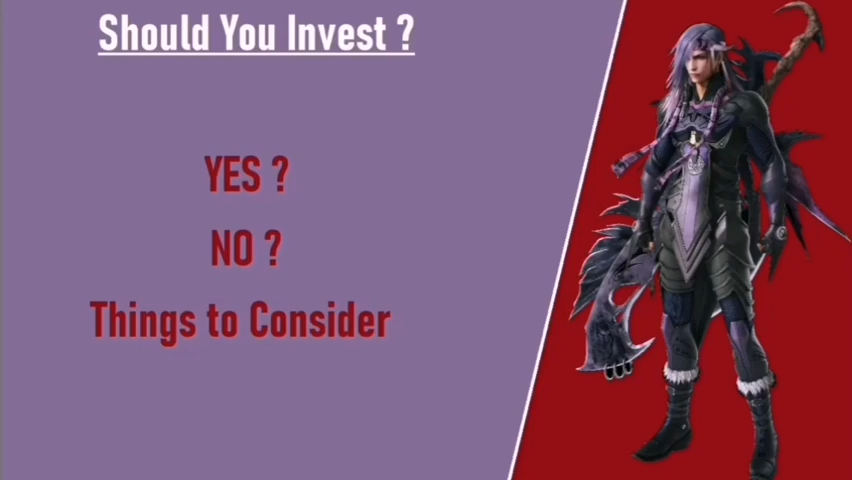 Should You Invest ?
YES ?
NO ?
Things to Consider